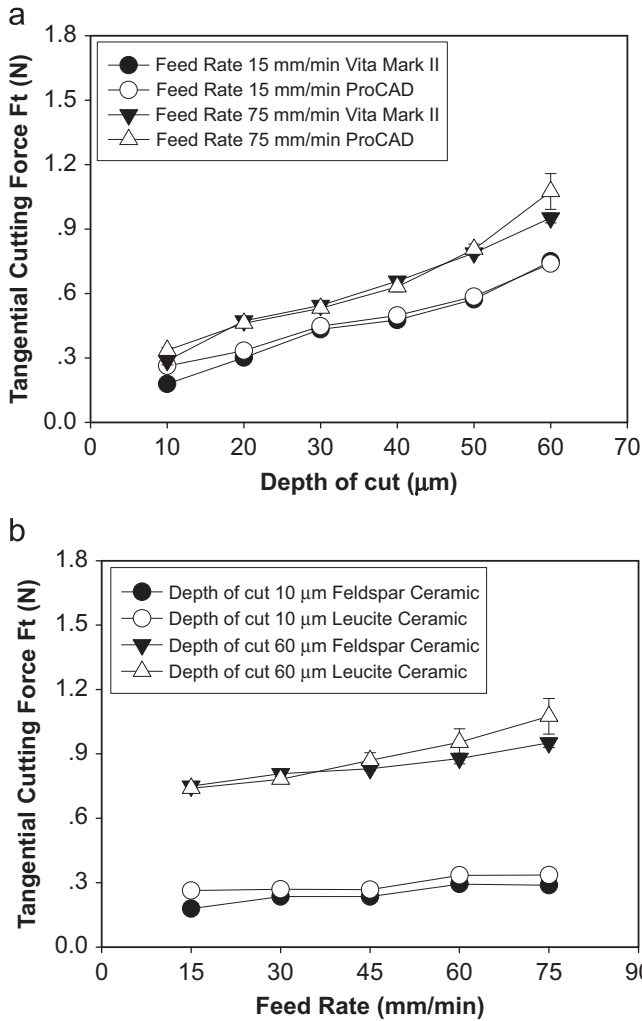 a
Tangential Cutting Force Ft (N)
1.8
1.5
1.2
.9
.6
.3
0.0
Feed Rate 15 mm/min Vita Mark II
Feed Rate 15 mm/min ProCAD
Feed Rate 75 mm/min Vita Mark II
Feed Rate 75 mm/min ProCAD
0 10 20 30 40 50 60 70
Depth of cut (μm)
b
Tangential Cutting Force Ft (N)
1.8
1.5
1.2
.9
.6
.3
0.0
Depth of cut 10 μm Feldspar Ceramic
Depth of cut 10 μm Leucite Ceramic
Depth of cut 60 μm Feldspar Ceramic
Depth of cut 60 μm Leucite Ceramic
0 15 30 45 60 75 90
Feed Rate (mm/min)